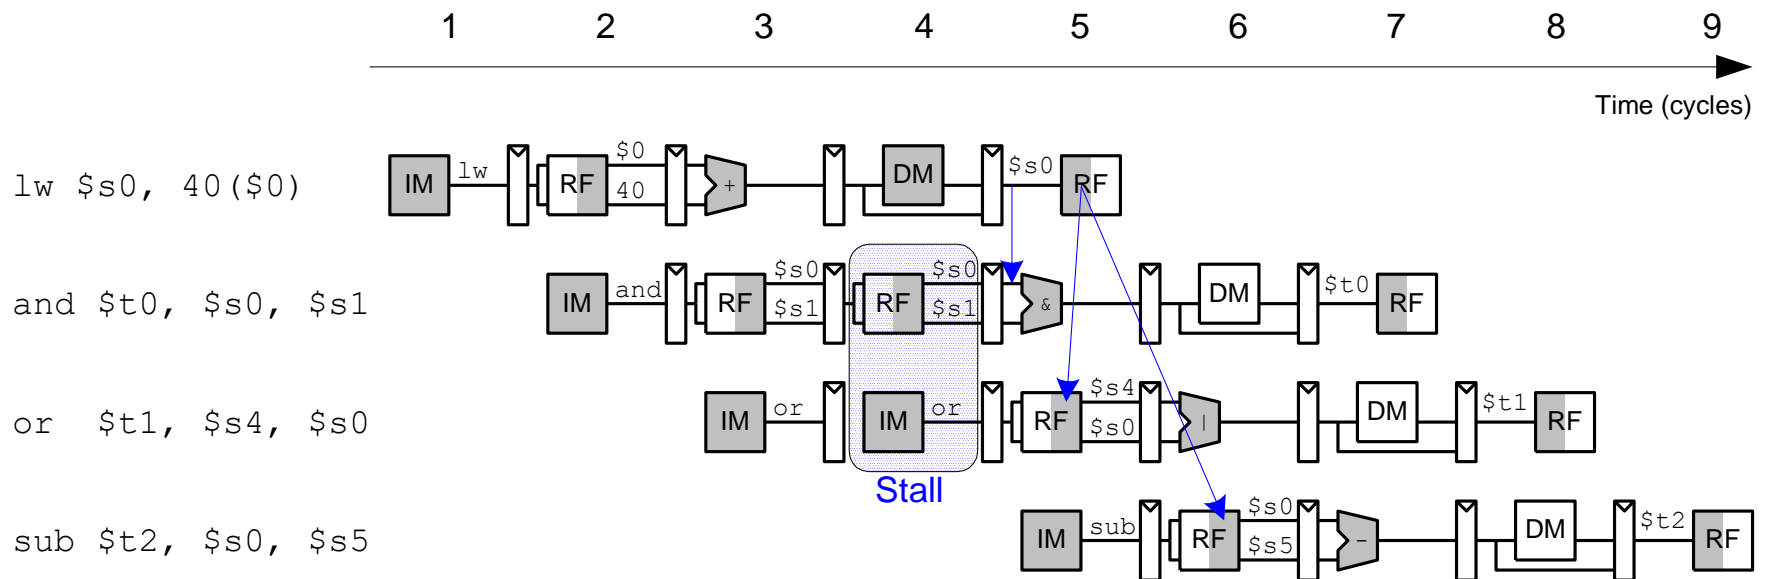 1 2 3 4 5 6 7 8 9
Time (cycles)
lw $s0, 40($0) IM lw RF $0 40 + DM $s0 RF
and $t0, $s0, $s1 IM and RF $s0 $s1 RF $s0 $s1 & DM $t0 RF
or $t1, $s4, $s0 IM or IM or RF $s4 $s0 | DM $t1 RF
Stall
sub $t2, $s0, $s5 IM sub RF $s0 $s5 - DM $t2 RF